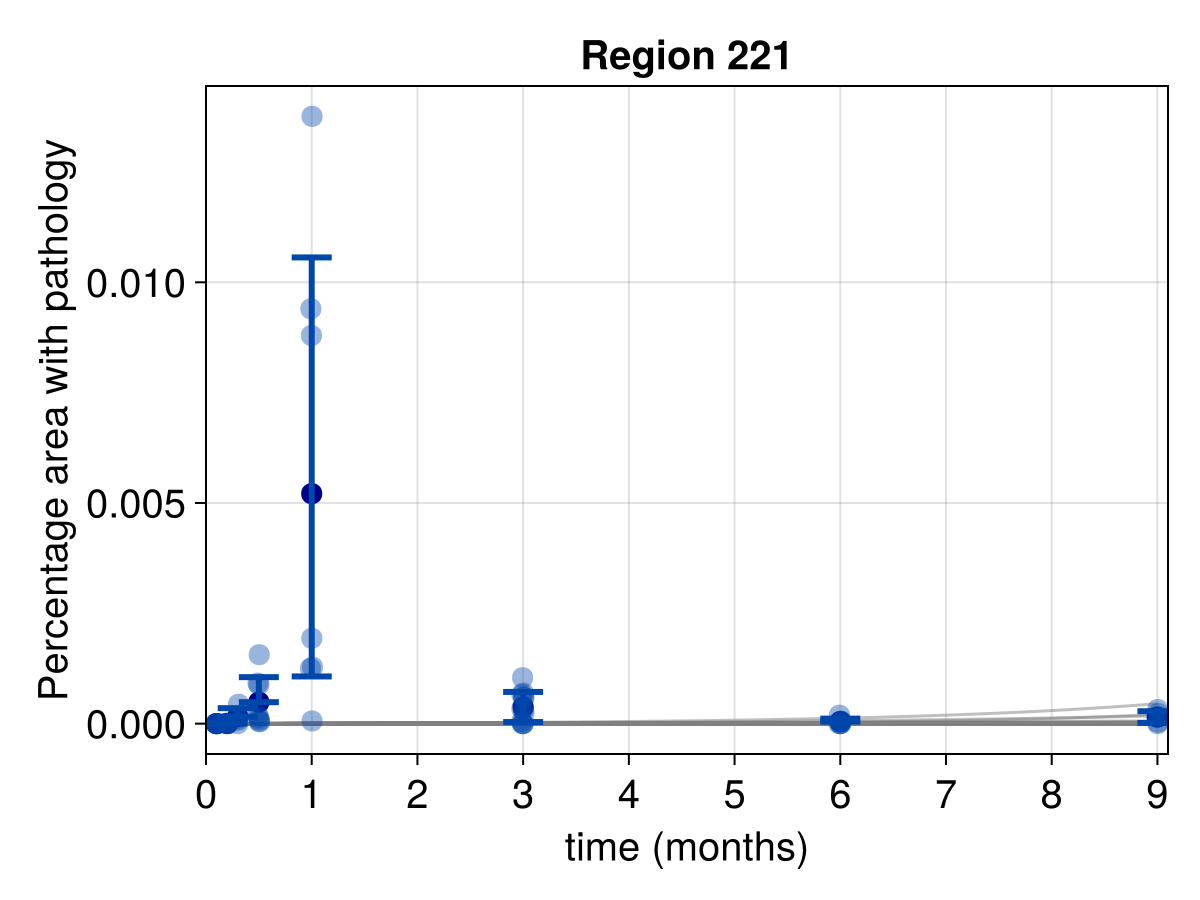 Region 221
Percentage area with pathology
0.010
0.005
0.000
0 1 2 3 4 5 6 7 8 9
time (months)